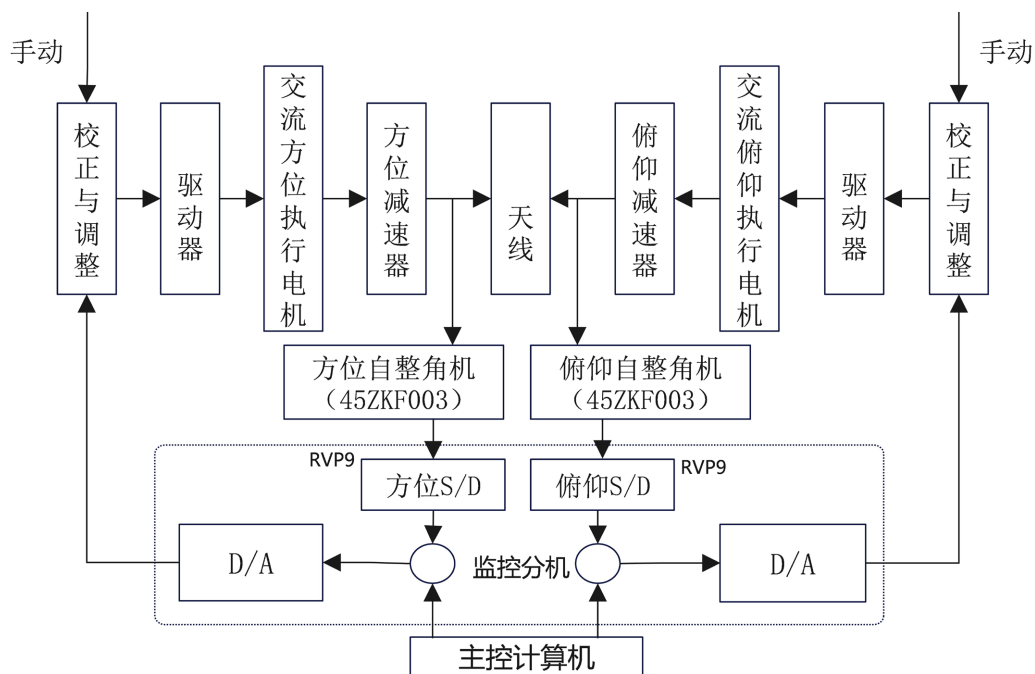 手动
手动
校正与调整
驱动器
交流方位执行电机
方位减速器
天线
俯仰减速器
交流俯仰执行电机
驱动器
校正与调整
方位自整角机
（45ZKF003）
俯仰自整角机
（45ZKF003）
RVP9
方位S/D
俯仰S/D
RVP9
D/A
监控分机
D/A
主控计算机